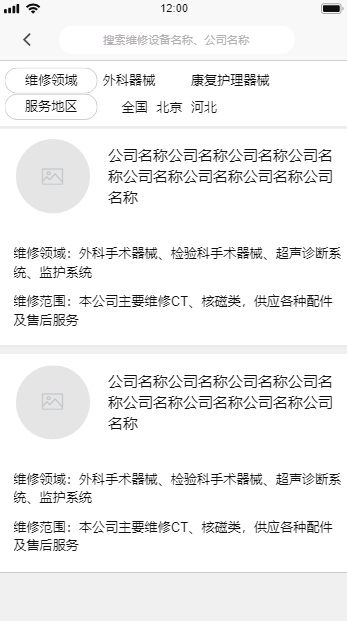 12:00
搜索维修设备名称、公司名称
维修领域 外科器械 康复护理器械
服务地区 全国 北京 河北
公司名称公司名称公司名称公司名
称公司名称公司名称公司名称公司
名称
维修领域：外科手术器械、检验科手术器械、超声诊断系
统、监护系统
维修范围：本公司主要维修CT、核磁类，供应各种配件
及售后服务
公司名称公司名称公司名称公司名
称公司名称公司名称公司名称公司
名称
维修领域：外科手术器械、检验科手术器械、超声诊断系
统、监护系统
维修范围：本公司主要维修CT、核磁类，供应各种配件
及售后服务